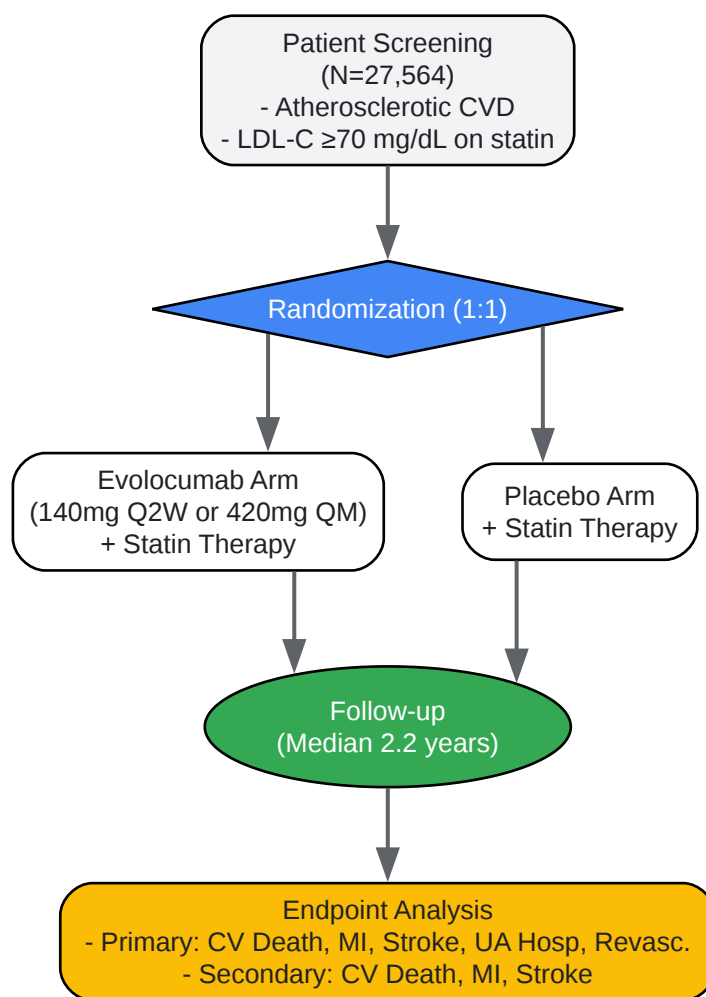 Patient Screening
(N=27,564)
- Atherosclerotic CVD
- LDL-C ≥70 mg/dL on statin
Randomization (1:1)
Evolocumab Arm
(140mg Q2W or 420mg QM)
+ Statin Therapy
Placebo Arm
+ Statin Therapy
Follow-up
(Median 2.2 years)
Endpoint Analysis
- Primary: CV Death, MI, Stroke, UA Hosp, Revasc.
- Secondary: CV Death, MI, Stroke